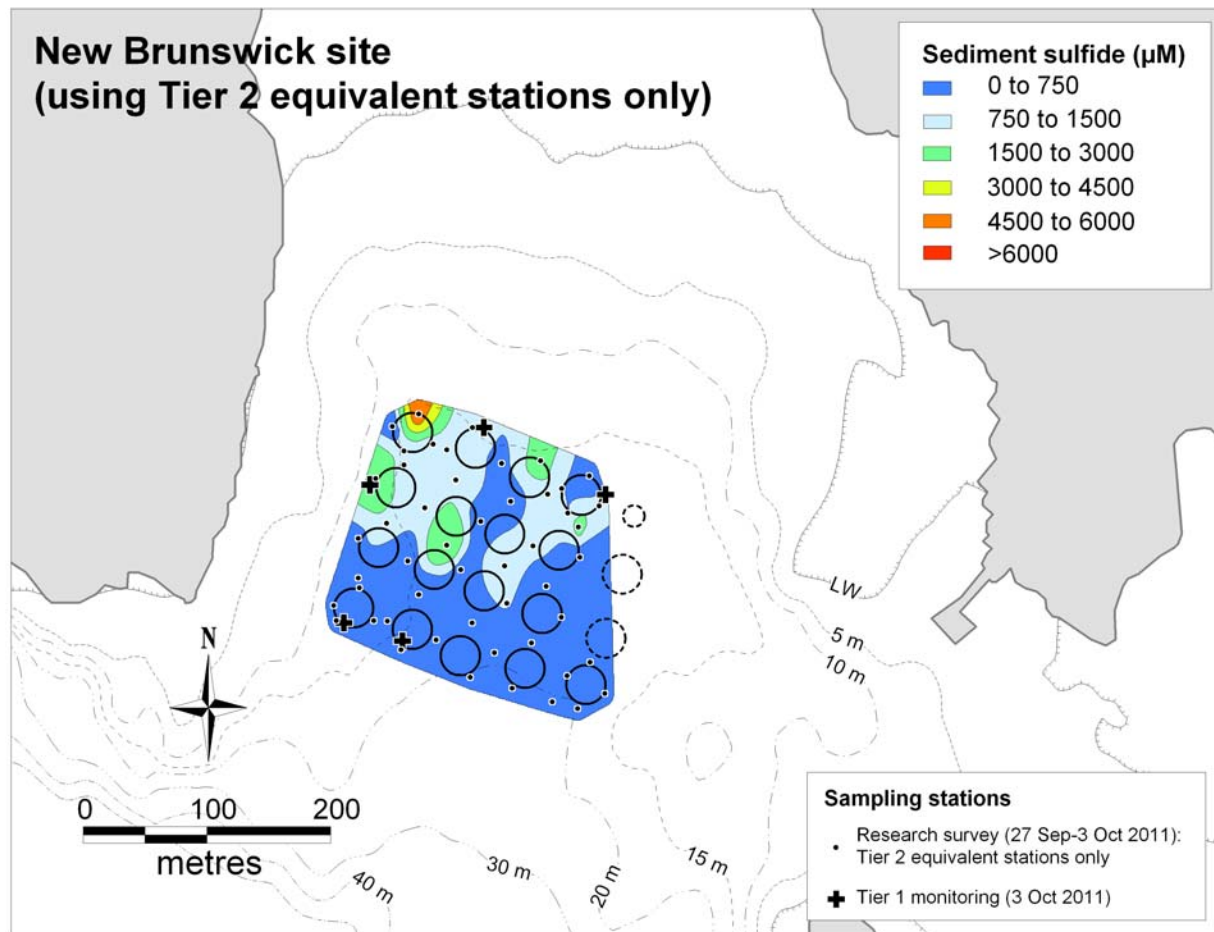 New Brunswick site
(using Tier 2 equivalent stations only)
Sediment sulfide (µM)
0 to 750
750 to 1500
1500 to 3000
3000 to 4500
4500 to 6000
>6000
LW
5 m
10 m
15 m
20 m
30 m
40 m
N
0 100 200
metres
Sampling stations
Research survey (27 Sep-3 Oct 2011):
Tier 2 equivalent stations only
Tier 1 monitoring (3 Oct 2011)